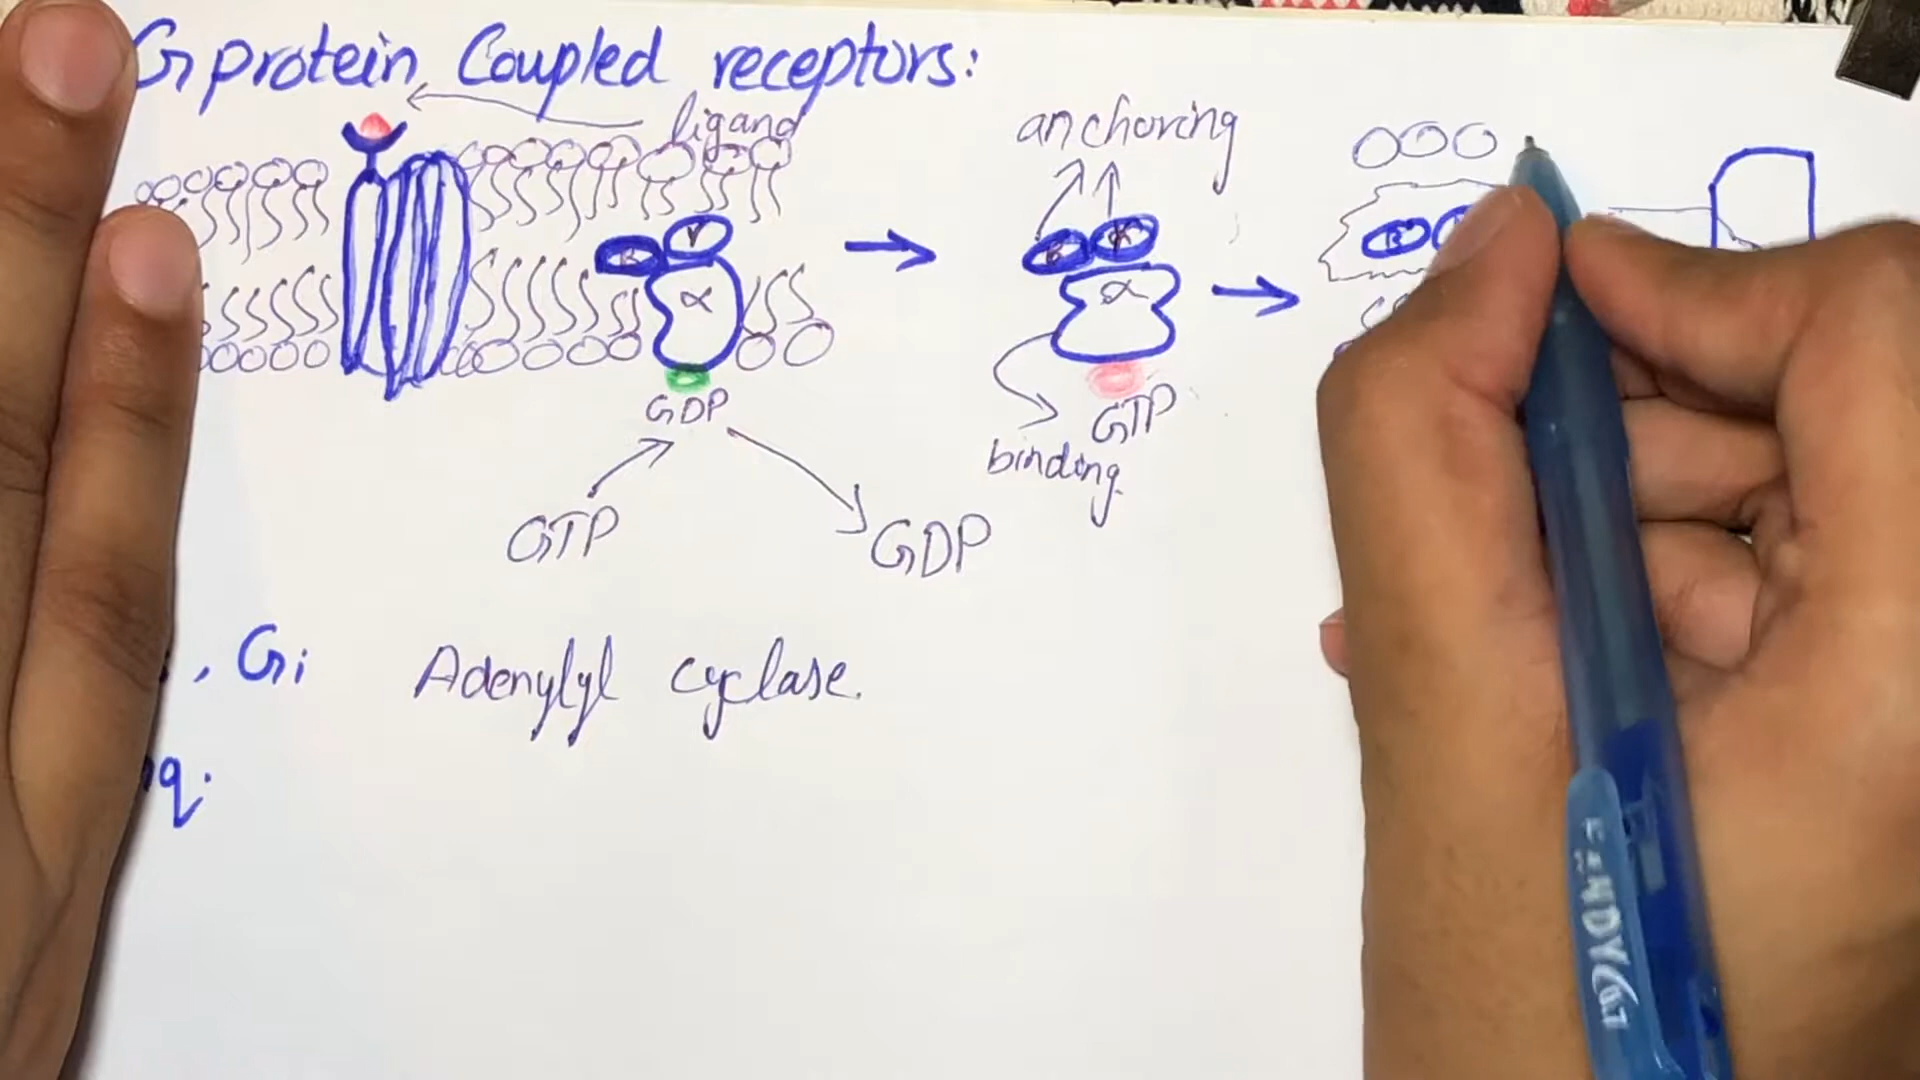 G protein Coupled receptors:
ligand
anchoring
β γ
α
GDP
GTP
GDP
β γ
α
GTP
binding
β
, Gi Adenylyl cyclase.
q.